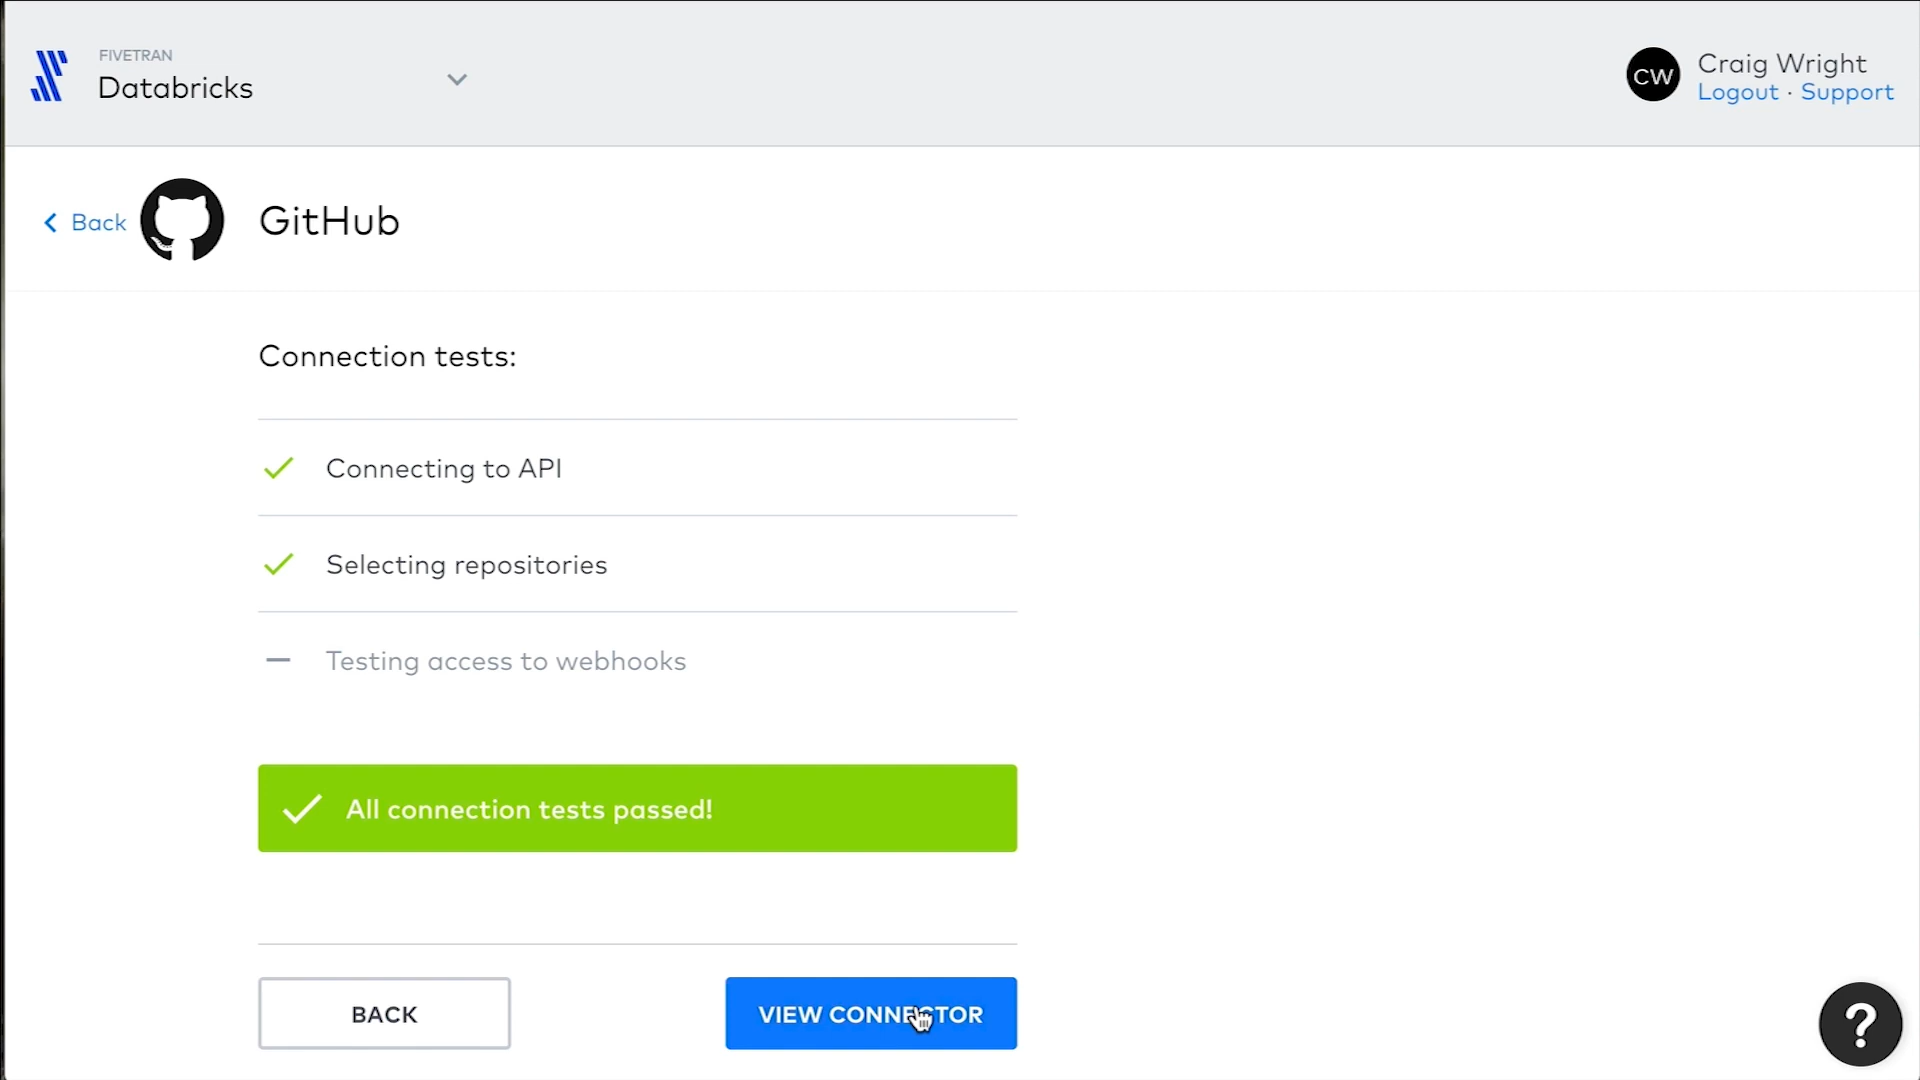 FIVETRAN
Databricks
CW
Craig Wright
Logout · Support
Back
GitHub
Connection tests:
Connecting to API
Selecting repositories
Testing access to webhooks
All connection tests passed!
BACK
VIEW CONNECTOR
?